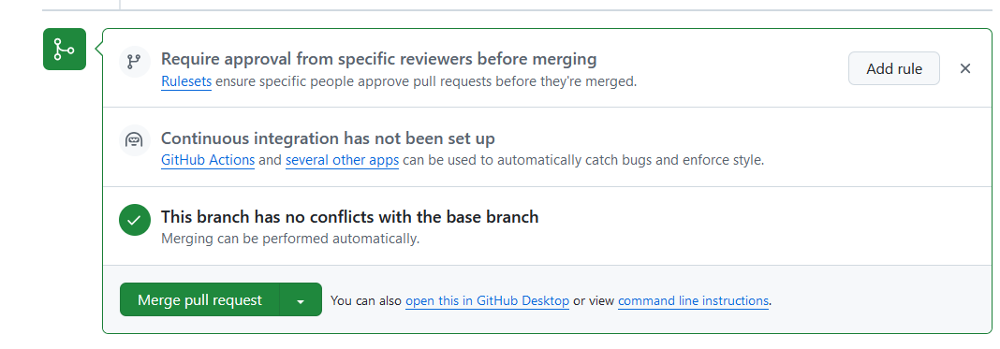 Require approval from specific reviewers before merging
Rulesets ensure specific people approve pull requests before they're merged.
Add rule
Continuous integration has not been set up
GitHub Actions and several other apps can be used to automatically catch bugs and enforce style.
This branch has no conflicts with the base branch
Merging can be performed automatically.
Merge pull request
You can also open this in GitHub Desktop or view command line instructions.